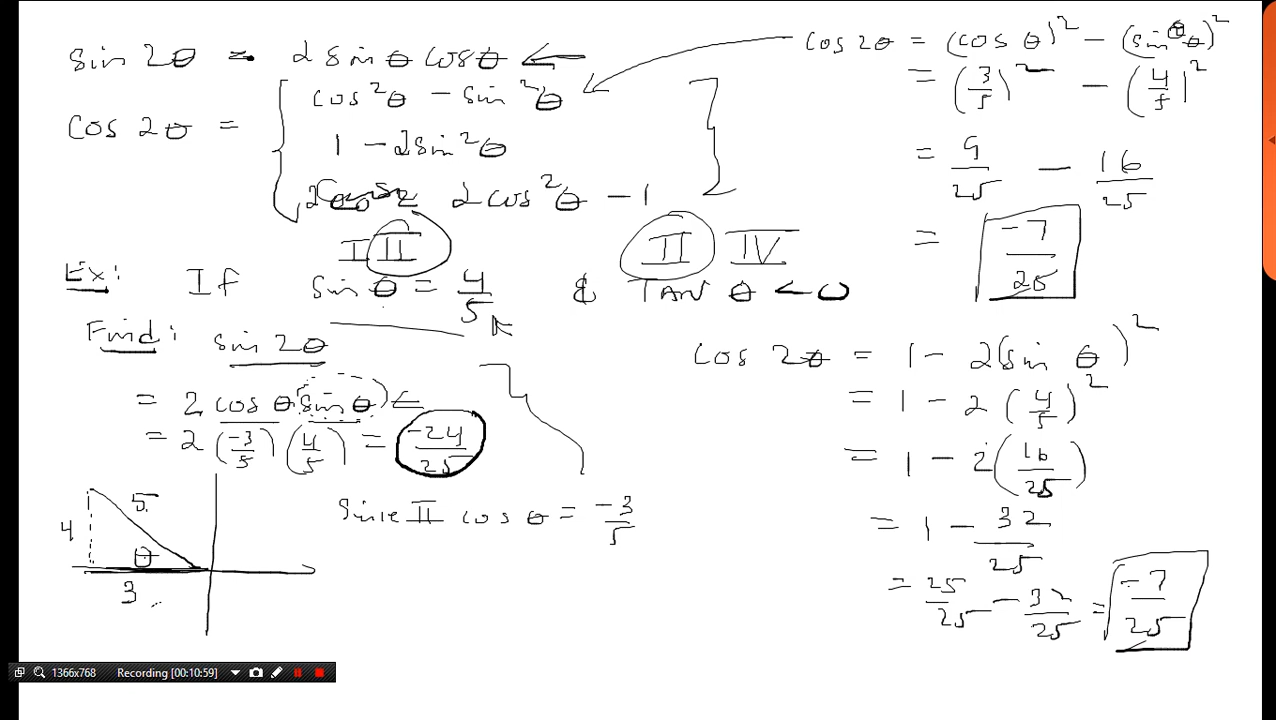 sin 2θ = 2 sin θ cos θ ←
cos 2θ = { cos²θ − sin²θ
1 − 2sin²θ
2cos²θ − 1
I II
II IV
Ex: If sin θ = 4/5 & TAN θ < 0
Find: sin 2θ
= 2 cos θ (sin θ) ←
= 2 (-3/5) (4/5) = -24/25
4
5
θ
3
Since II cos θ = -3/5
cos 2θ = (cos θ)² − (sin θ)²
= (3/5)² − (4/5)²
= 9/25 − 16/25
= -7/25
cos 2θ = 1 − 2(sin θ)²
= 1 − 2 (4/5)²
= 1 − 2 (16/25)
= 1 − 32/25
= 25/25 − 32/25 = -7/25
1366x768
Recording [00:10:59]